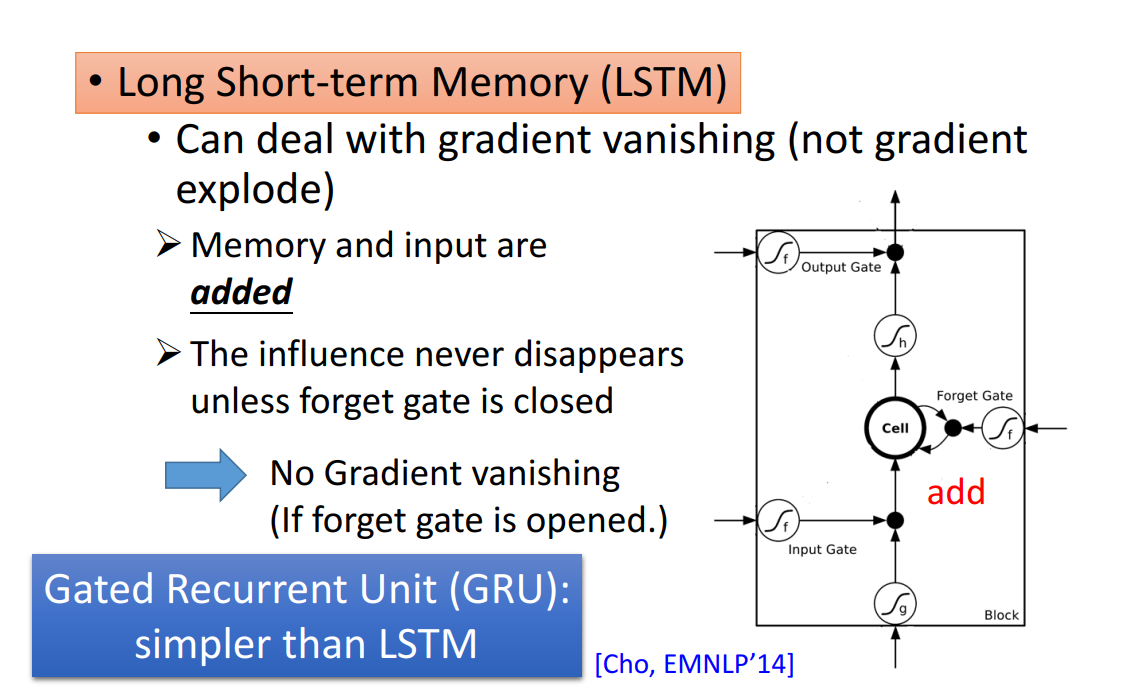 • Long Short-term Memory (LSTM)
• Can deal with gradient vanishing (not gradient
explode)
➢ Memory and input are
added
➢ The influence never disappears
unless forget gate is closed
No Gradient vanishing
(If forget gate is opened.)
Gated Recurrent Unit (GRU):
simpler than LSTM
[Cho, EMNLP’14]
f
Output Gate
h
Forget Gate
Cell
f
add
f
Input Gate
g
Block